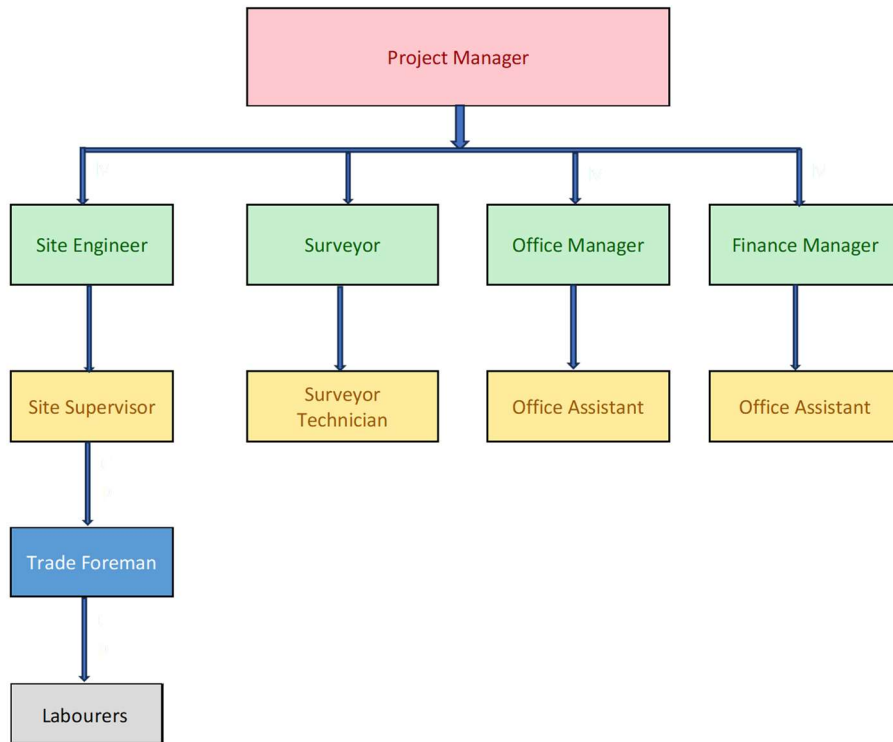 Project Manager
Site Engineer
Surveyor
Office Manager
Finance Manager
Site Supervisor
Surveyor
Technician
Office Assistant
Office Assistant
Trade Foreman
Labourers